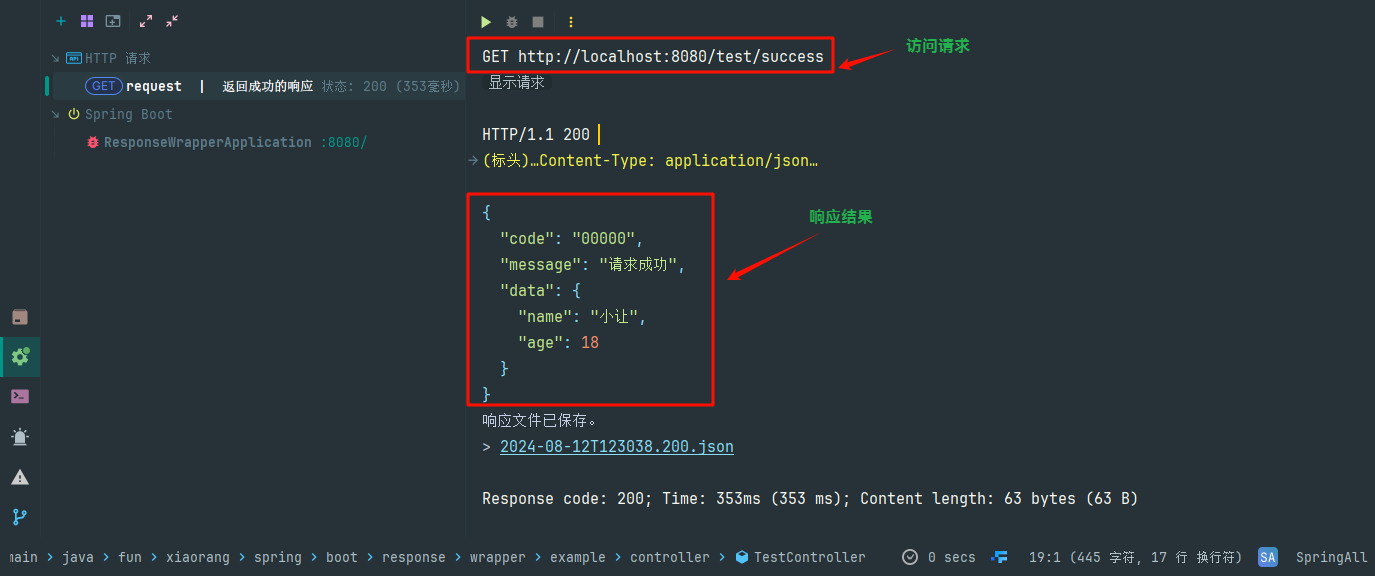 HTTP 请求
GET request | 返回成功的响应 状态: 200 (353毫秒)
Spring Boot
ResponseWrapperApplication :8080/
GET http://localhost:8080/test/success
访问请求
显示请求
HTTP/1.1 200
(标头)…Content-Type: application/json…
{
"code": "00000",
"message": "请求成功",
"data": {
"name": "小让",
"age": 18
}
}
响应结果
响应文件已保存。
> 2024-08-12T123038.200.json
Response code: 200; Time: 353ms (353 ms); Content length: 63 bytes (63 B)
main > java > fun > xiaorang > spring > boot > response > wrapper > example > controller > TestController 0 secs 19:1 (445 字符, 17 行 换行符) SA SpringAll